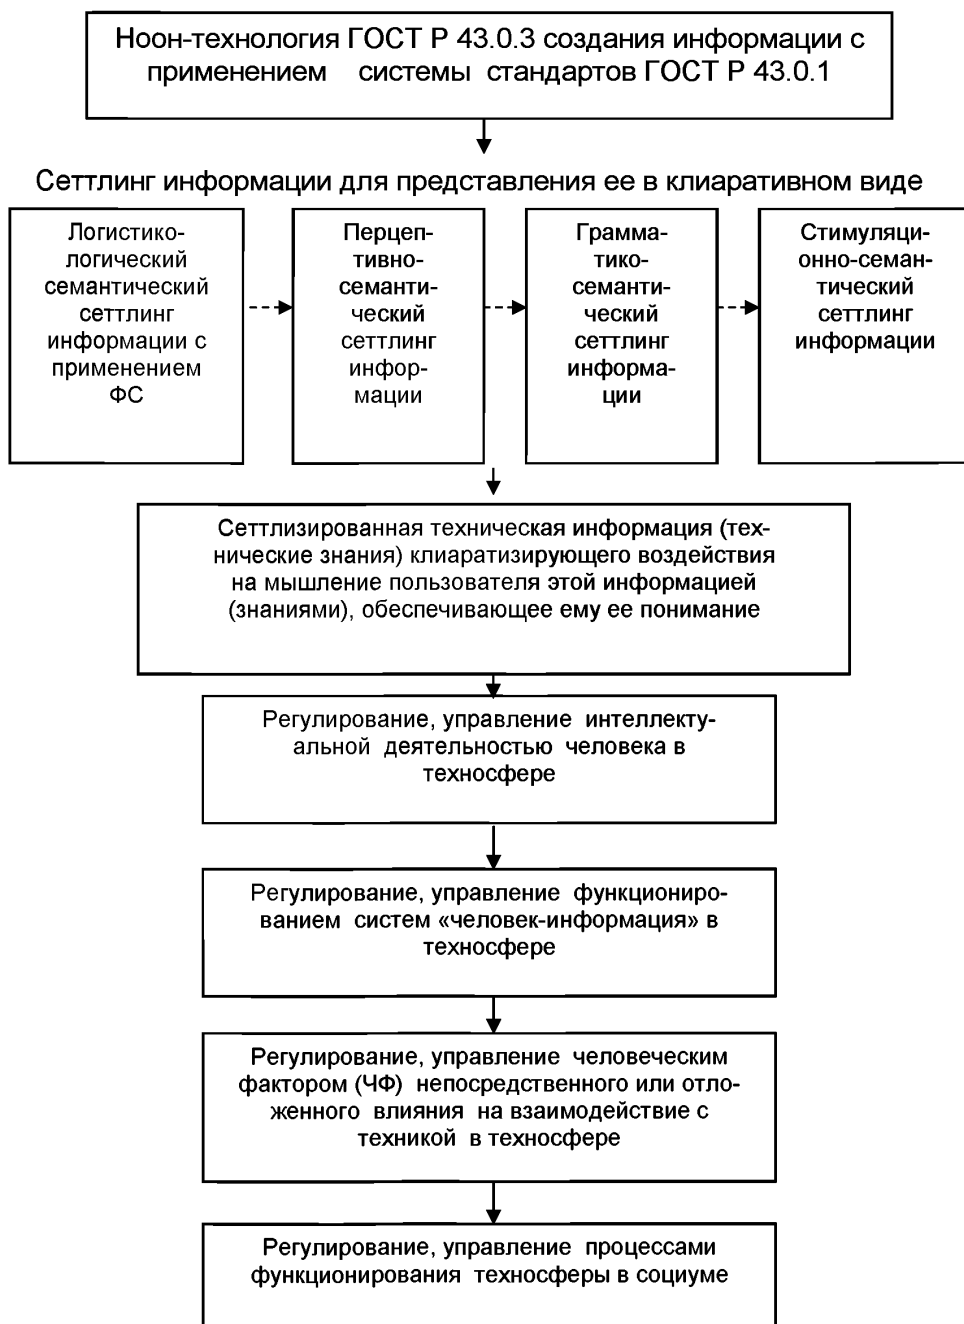 Ноон-технология ГОСТ Р 43.0.3 создания информации с
применением системы стандартов ГОСТ Р 43.0.1
Сеттлинг информации для представления ее в клиаративном виде
Логистико-
логический
семантический
сеттлинг
информации с
применением
ФС
Перцеп-
тивно-
семанти-
ческий
сеттлинг
инфор-
мации
Грамма-
тико-
семанти-
ческий
сеттлинг
информа-
ции
Стимуляци-
онно-семан-
тический
сеттлинг
информации
Сеттлизированная техническая информация (тех-
нические знания) клиаратизирующего воздействия
на мышление пользователя этой информацией
(знаниями), обеспечивающее ему ее понимание
Регулирование, управление интеллекту-
альной деятельностью человека в
техносфере
Регулирование, управление функциониро-
ванием систем «человек-информация» в
техносфере
Регулирование, управление человеческим
фактором (ЧФ) непосредственного или отло-
женного влияния на взаимодействие с
техникой в техносфере
Регулирование, управление процессами
функционирования техносферы в социуме